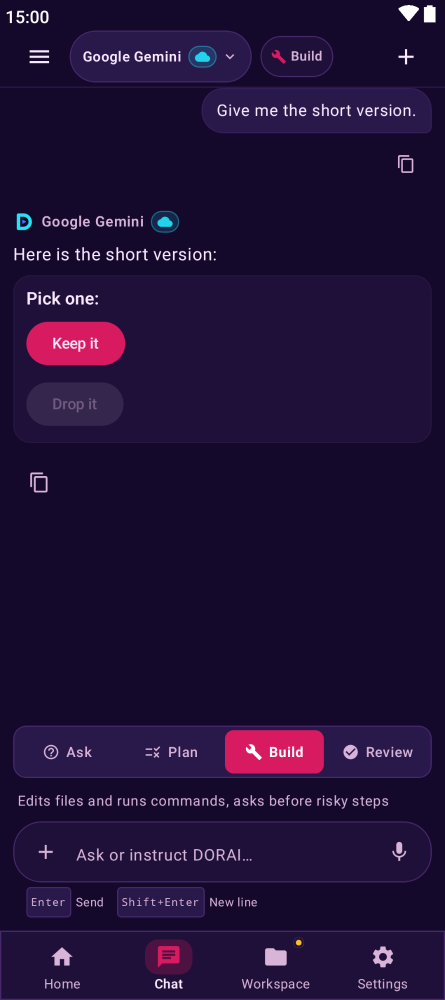 15:00
Google Gemini
Build
Give me the short version.
Google Gemini
Here is the short version:
Pick one:
Keep it
Drop it
Ask
Plan
Build
Review
Edits files and runs commands, asks before risky steps
Ask or instruct DORAI…
Enter Send Shift+Enter New line
Home
Chat
Workspace
Settings